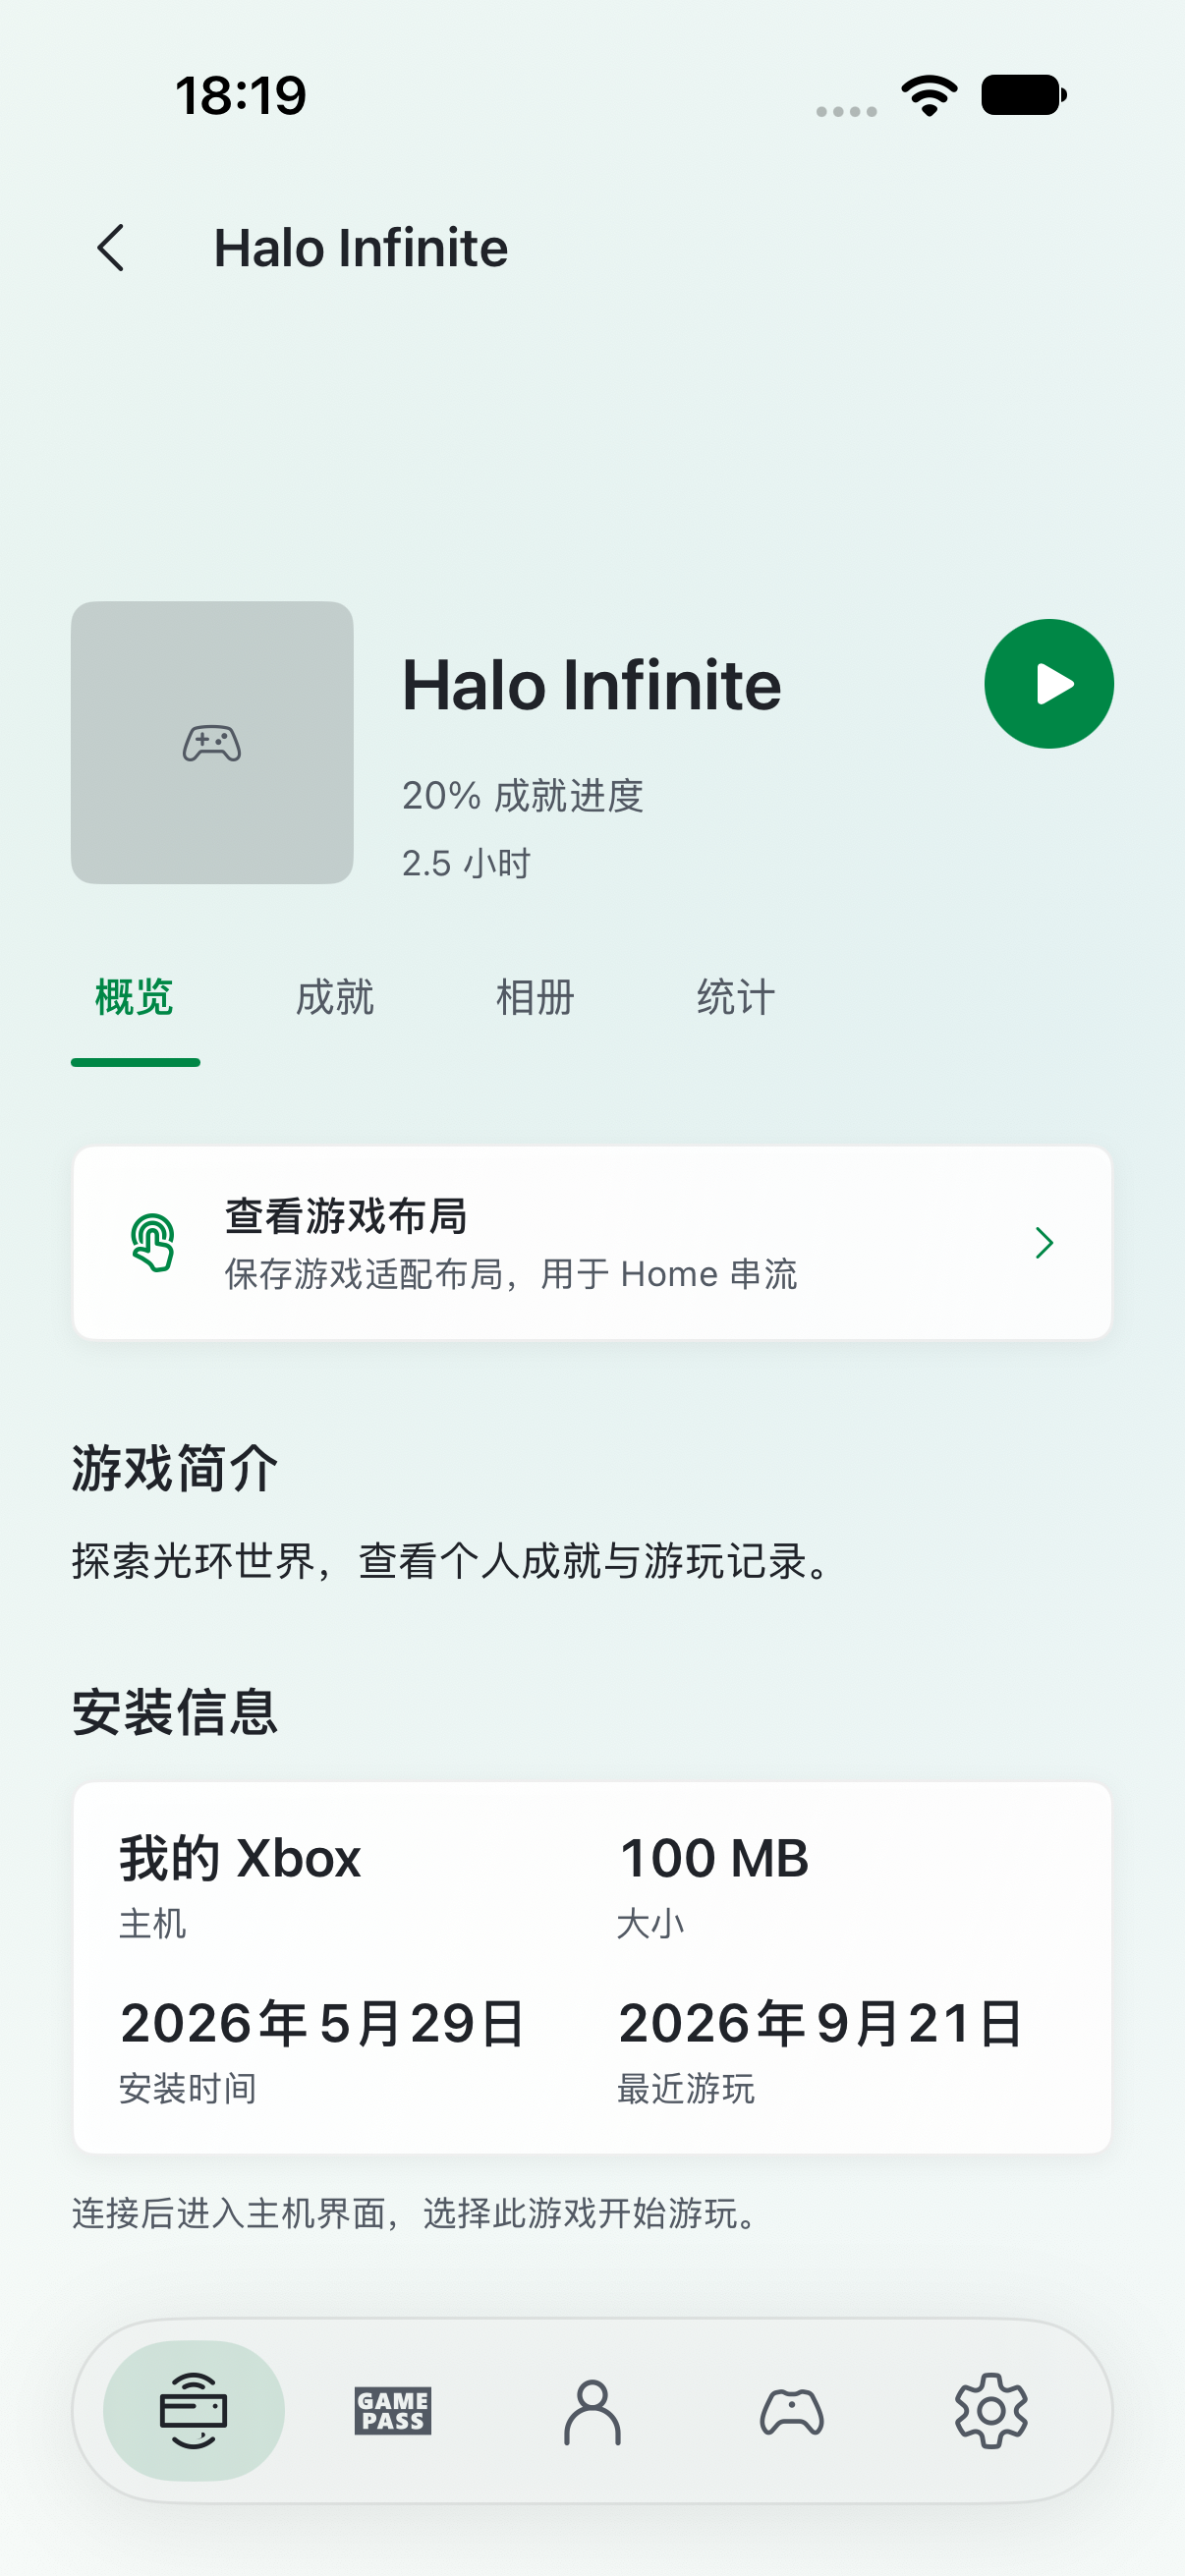 18:19
Halo Infinite
Halo Infinite
20% 成就进度
2.5 小时
概览 成就 相册 统计
查看游戏布局
保存游戏适配布局，用于 Home 串流
游戏简介
探索光环世界，查看个人成就与游玩记录。
安装信息
我的 Xbox 100 MB
主机 大小
2026年5月29日 2026年9月21日
安装时间 最近游玩
连接后进入主机界面，选择此游戏开始游玩。
GAME
PASS